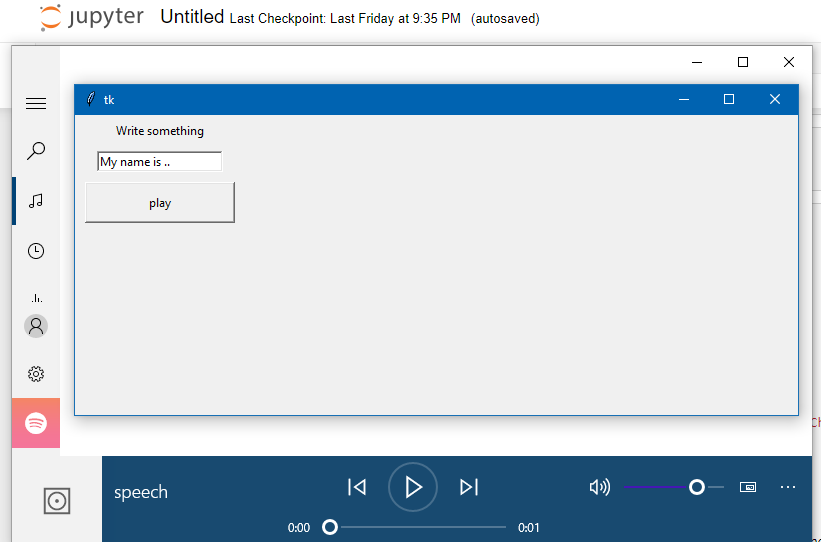 jupyter Untitled Last Checkpoint: Last Friday at 9:35 PM (autosaved)
tk
Write something
My name is ..
play
speech
0:00 0:01